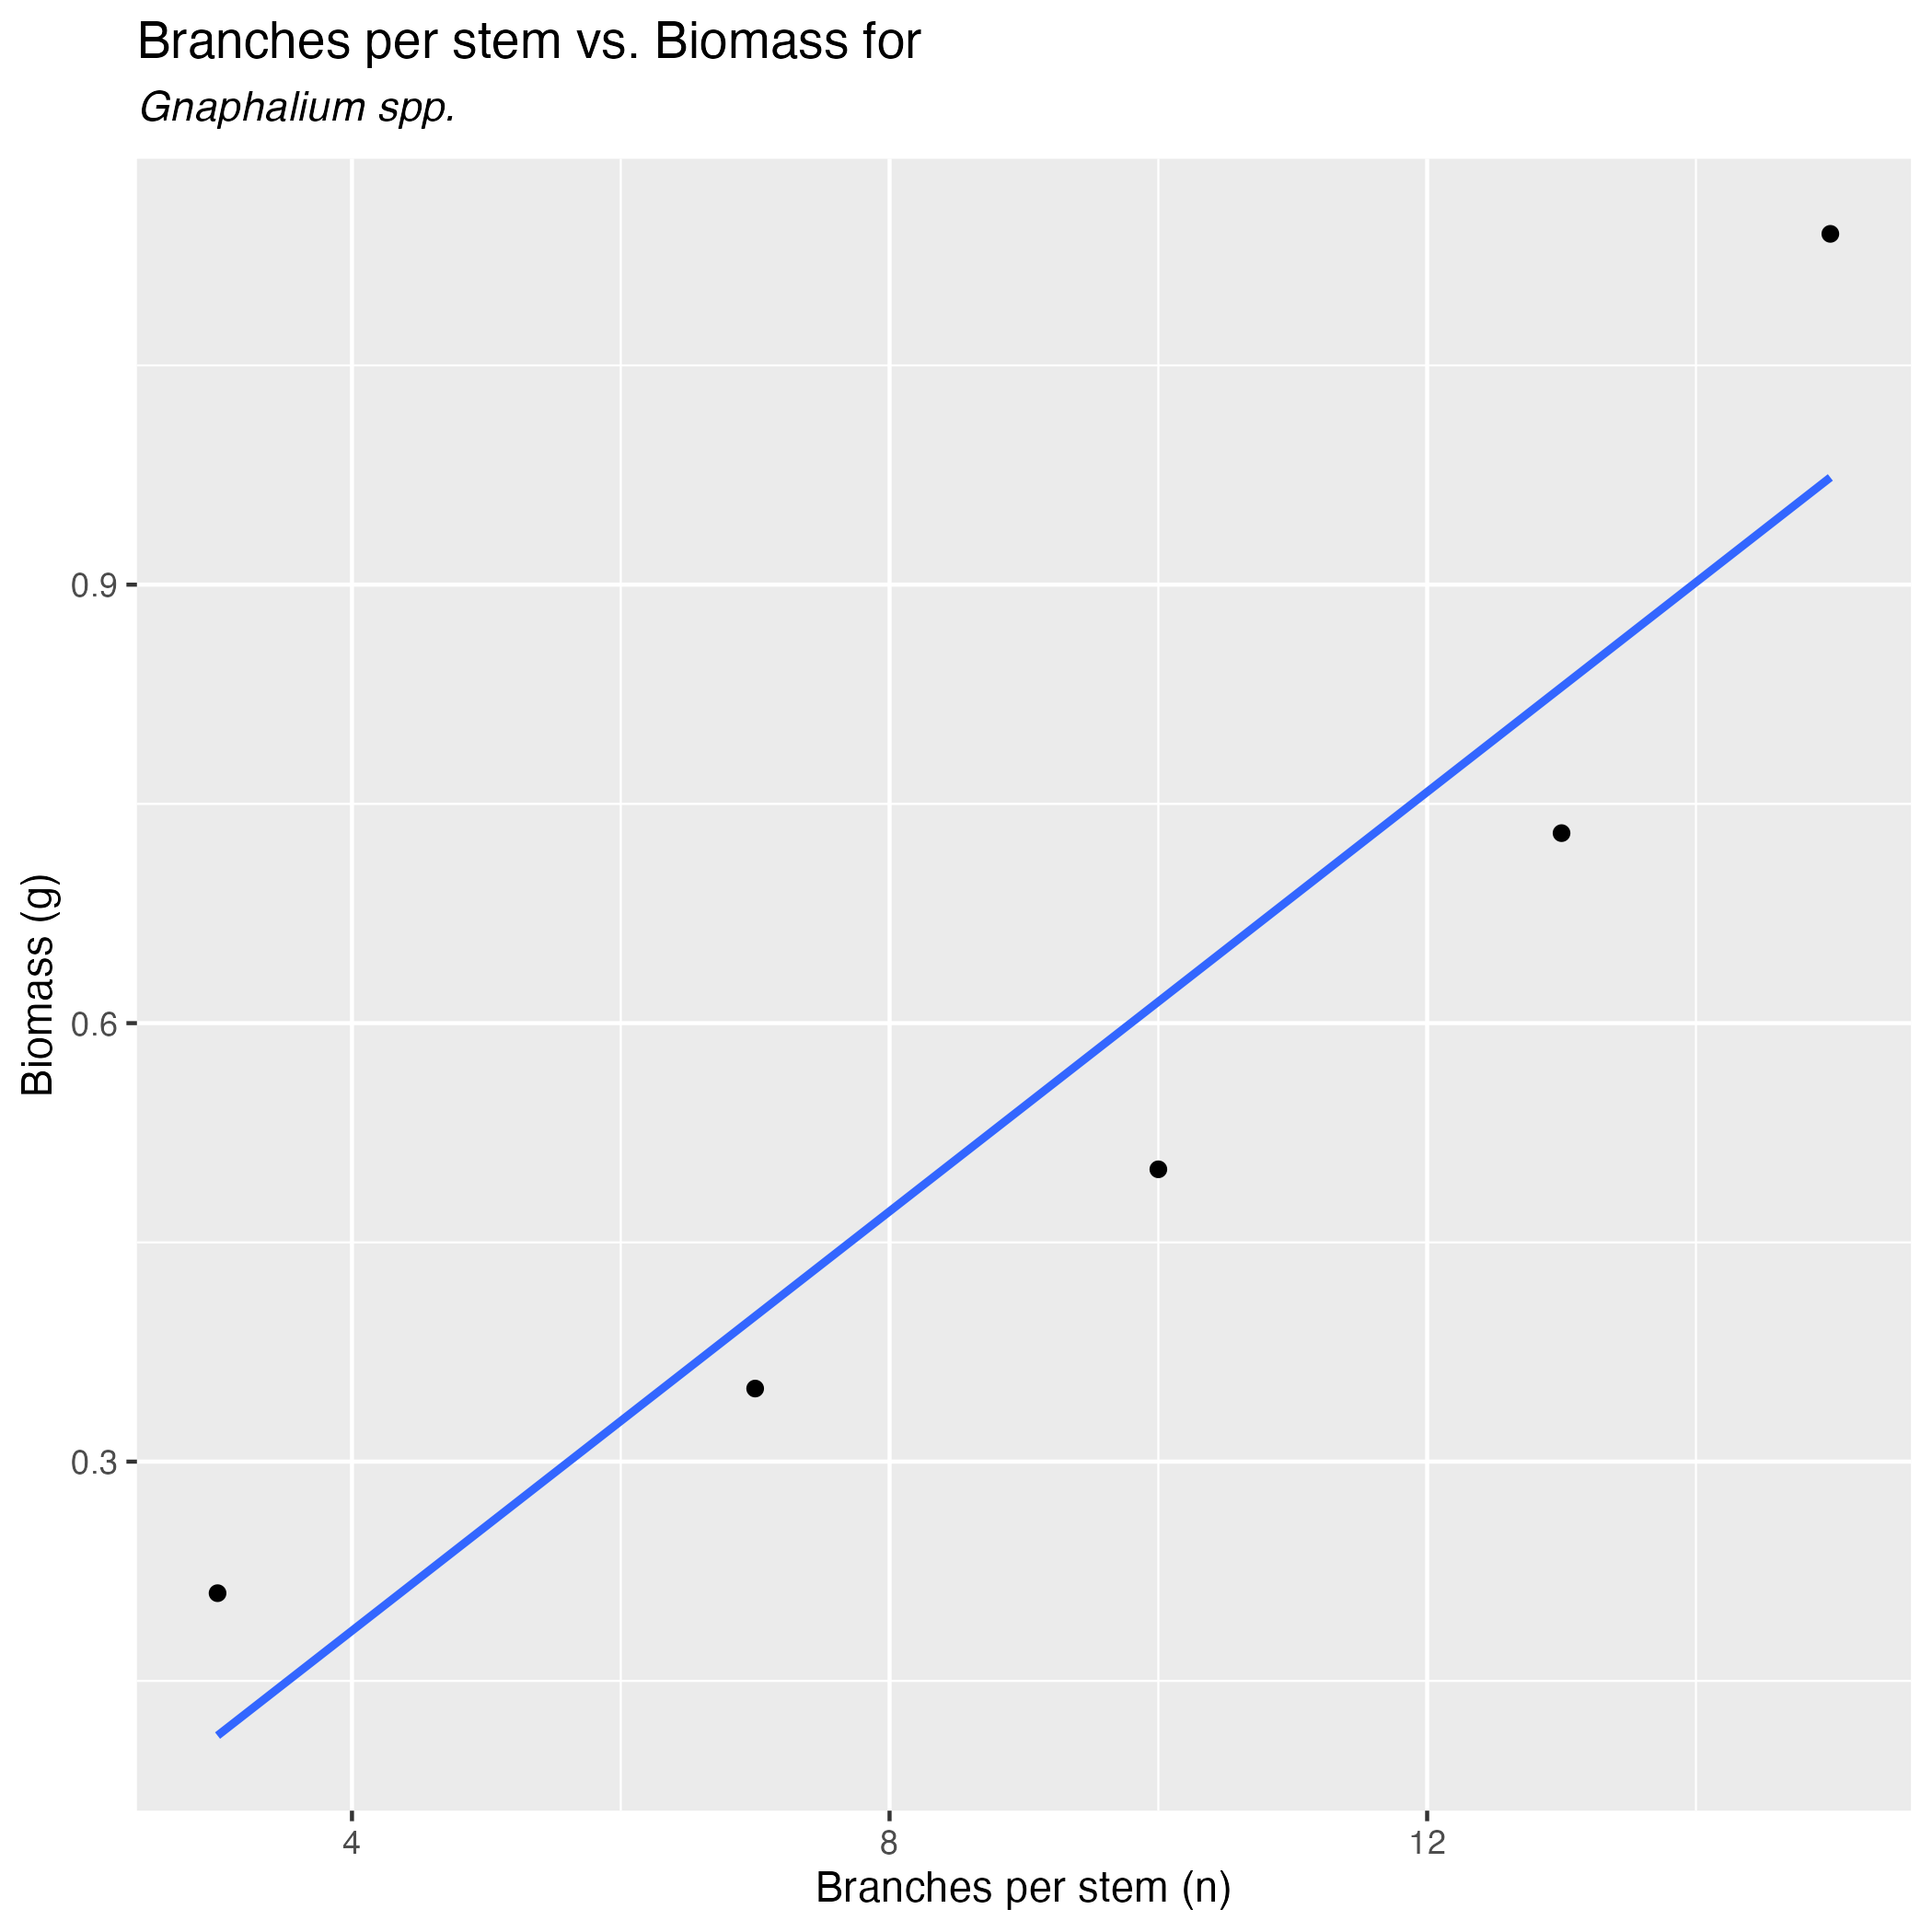 Branches per stem vs. Biomass for
Gnaphalium spp.
0.9
0.6
0.3
Biomass (g)
4
8
12
Branches per stem (n)